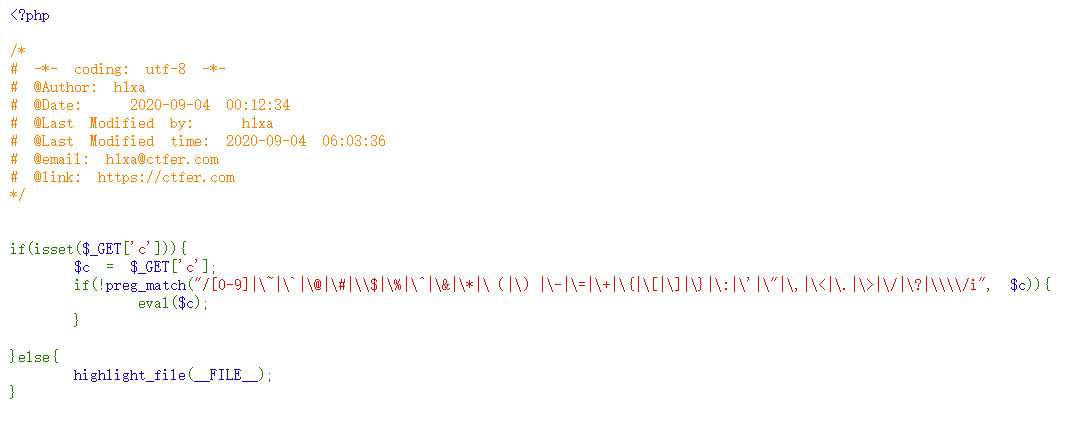 <?php
/*
# -*- coding: utf-8 -*-
# @Author: h1xa
# @Date: 2020-09-04 00:12:34
# @Last Modified by: h1xa
# @Last Modified time: 2020-09-04 06:03:36
# @email: h1xa@ctfer.com
# @link: https://ctfer.com
*/
if(isset($_GET['c'])){
$c = $_GET['c'];
if(!preg_match("/[0-9]|\~|\`|\@|\#|\\$|\%|\^|\&|\*|\（|\）|\-|\=|\+|\{|\[|\]|\}|\:|\'|\"|\,|\<|\.|\>|\/|\?|\\\\/i", $c)){
eval($c);
}
}else{
highlight_file(__FILE__);
}